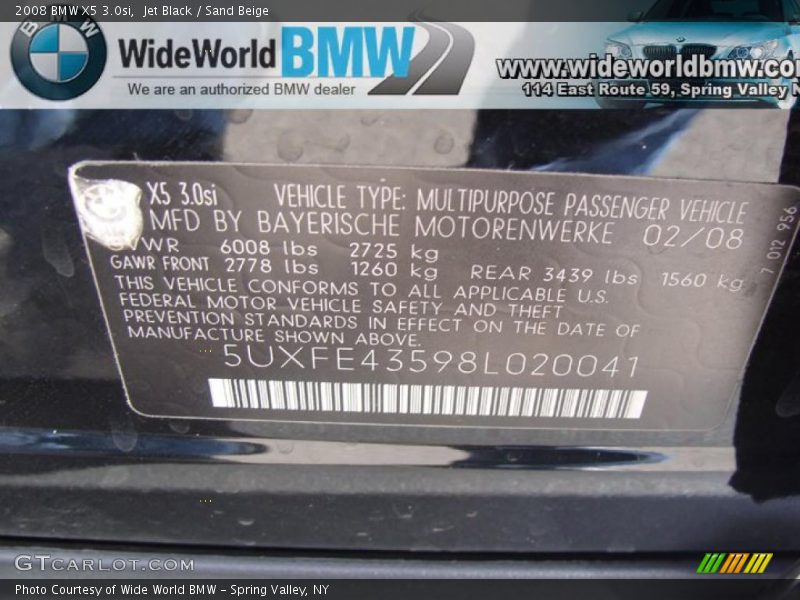 2008 BMW X5 3.0si, Jet Black / Sand Beige
BMW
WideWorld BMW
We are an authorized BMW dealer
www.wideworldbmw.co
114 East Route 59, Spring Valley N
X5 3.0si VEHICLE TYPE: MULTIPURPOSE PASSENGER VEHICLE
MFD BY BAYERISCHE MOTORENWERKE 02/08
GVWR 6008 lbs 2725 kg
GAWR FRONT 2778 lbs 1260 kg REAR 3439 lbs 1560 kg
THIS VEHICLE CONFORMS TO ALL APPLICABLE U.S.
FEDERAL MOTOR VEHICLE SAFETY AND THEFT
PREVENTION STANDARDS IN EFFECT ON THE DATE OF
MANUFACTURE SHOWN ABOVE.
5UXFE43598L020041
7 012 956
GTCARLOT.COM
Photo Courtesy of Wide World BMW - Spring Valley, NY